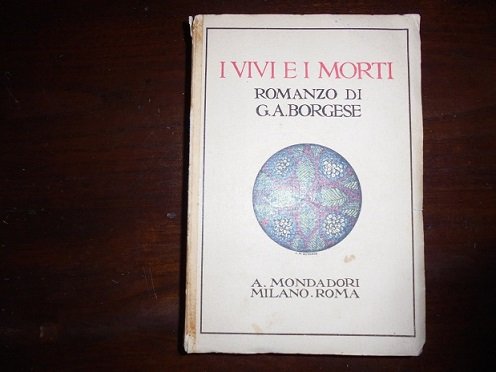 I VIVI E I MORTI
ROMANZO DI
G.A.BORGESE
A. MONDADORI
MILANO.ROMA